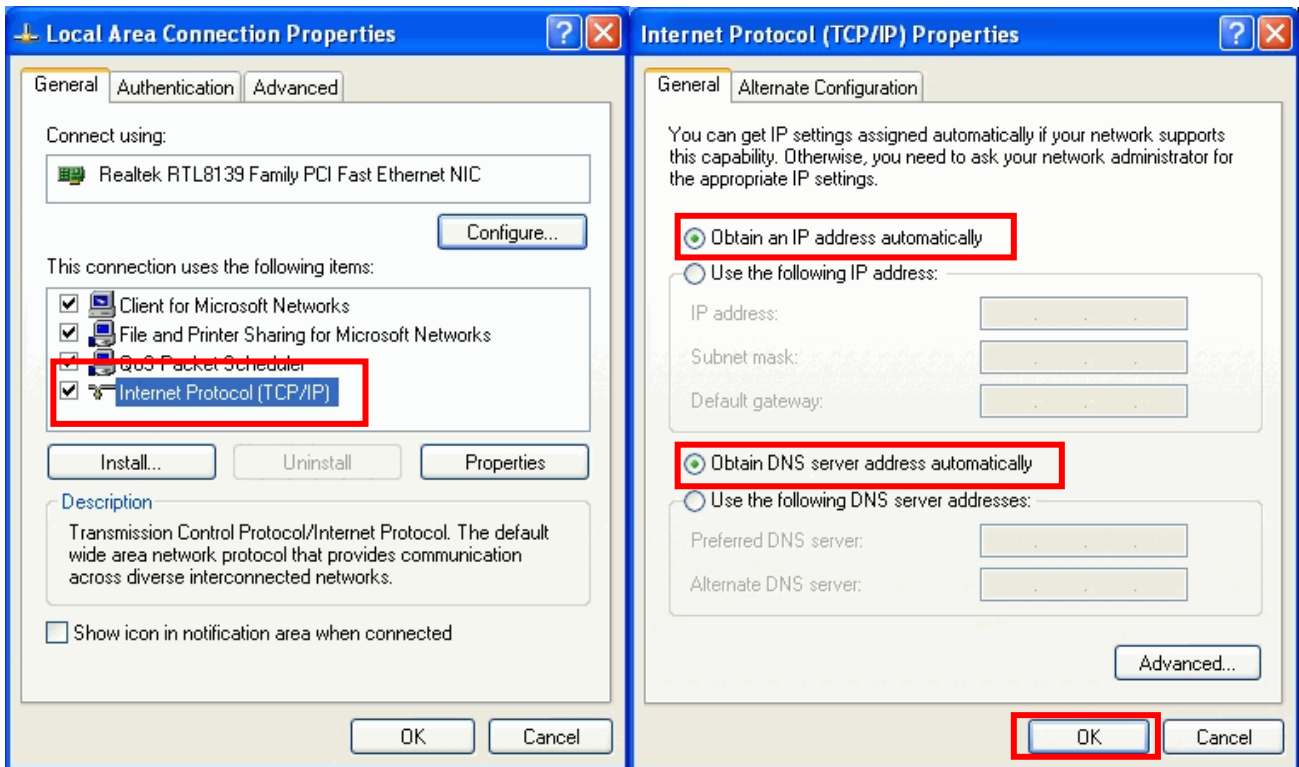 Local Area Connection Properties
General
Authentication
Advanced
Connect using:
Realtek RTL8139 Family PCI Fast Ethernet NIC
Configure...
This connection uses the following items:
Client for Microsoft Networks
File and Printer Sharing for Microsoft Networks
QoS Packet Scheduler
Internet Protocol (TCP/IP)
Install...
Uninstall
Properties
Description
Transmission Control Protocol/Internet Protocol. The default
wide area network protocol that provides communication
across diverse interconnected networks.
Show icon in notification area when connected
OK
Cancel
Internet Protocol (TCP/IP) Properties
General
Alternate Configuration
You can get IP settings assigned automatically if your network supports
this capability. Otherwise, you need to ask your network administrator for
the appropriate IP settings.
Obtain an IP address automatically
Use the following IP address:
IP address:
Subnet mask:
Default gateway:
Obtain DNS server address automatically
Use the following DNS server addresses:
Preferred DNS server:
Alternate DNS server:
Advanced...
OK
Cancel